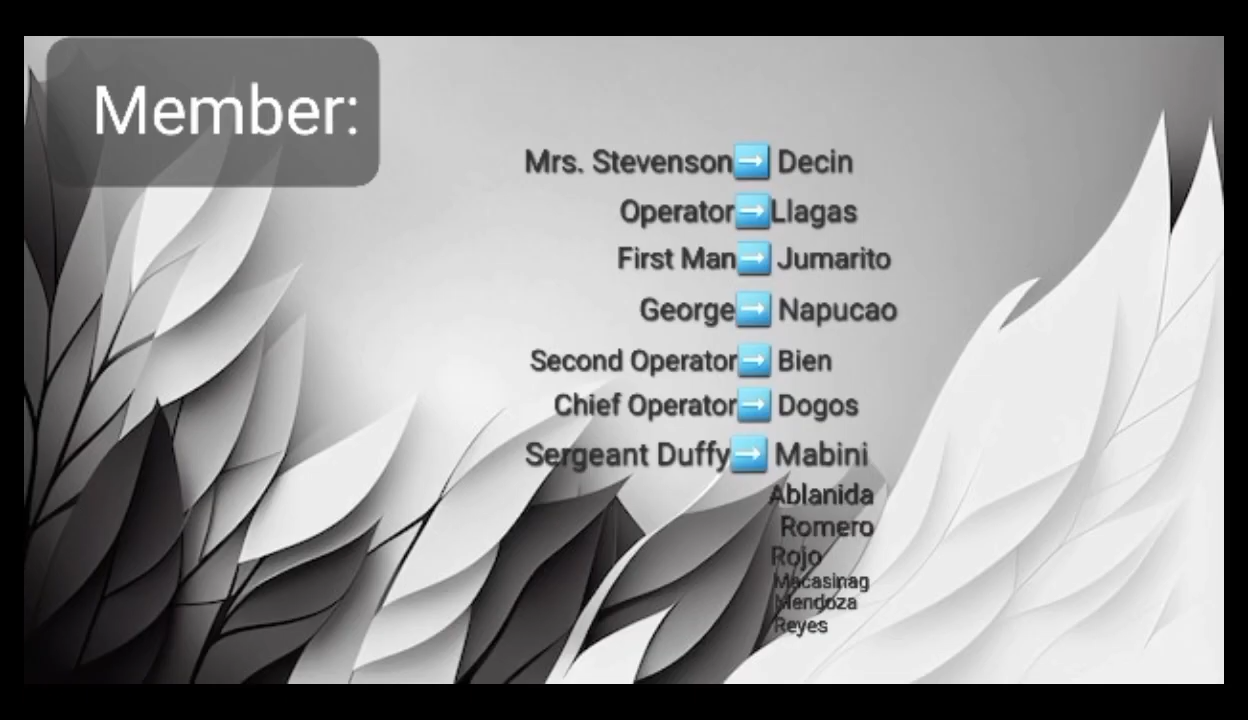 Member:
Mrs. Stevenson➡️ Decin
Operator➡️Llagas
First Man➡️ Jumarito
George➡️ Napucao
Second Operator➡️ Bien
Chief Operator➡️ Dogos
Sergeant Duffy➡️ Mabini
Ablanida
Romero
Rojo
Macasinag
Mendoza
Reyes